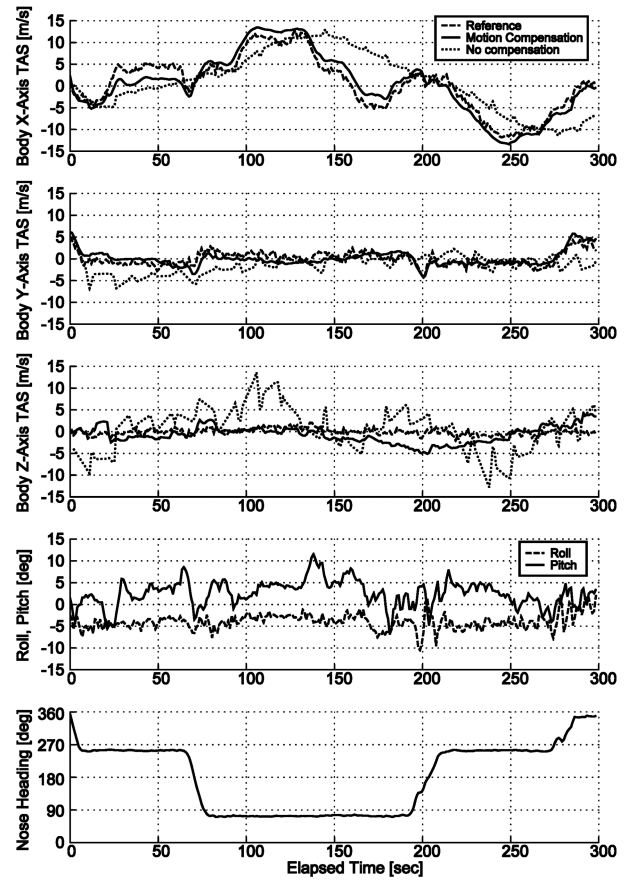 Body X-Axis TAS [m/s]
15
10
5
0
-5
-10
-15
0 50 100 150 200 250 300
Reference
Motion Compensation
No compensation
Body Y-Axis TAS [m/s]
15
10
5
0
-5
-10
-15
0 50 100 150 200 250 300
Body Z-Axis TAS [m/s]
15
10
5
0
-5
-10
-15
0 50 100 150 200 250 300
Roll, Pitch [deg]
15
10
5
0
-5
-10
-15
0 50 100 150 200 250 300
Roll
Pitch
Nose Heading [deg]
360
270
180
90
0
0 50 100 150 200 250 300
Elapsed Time [sec]